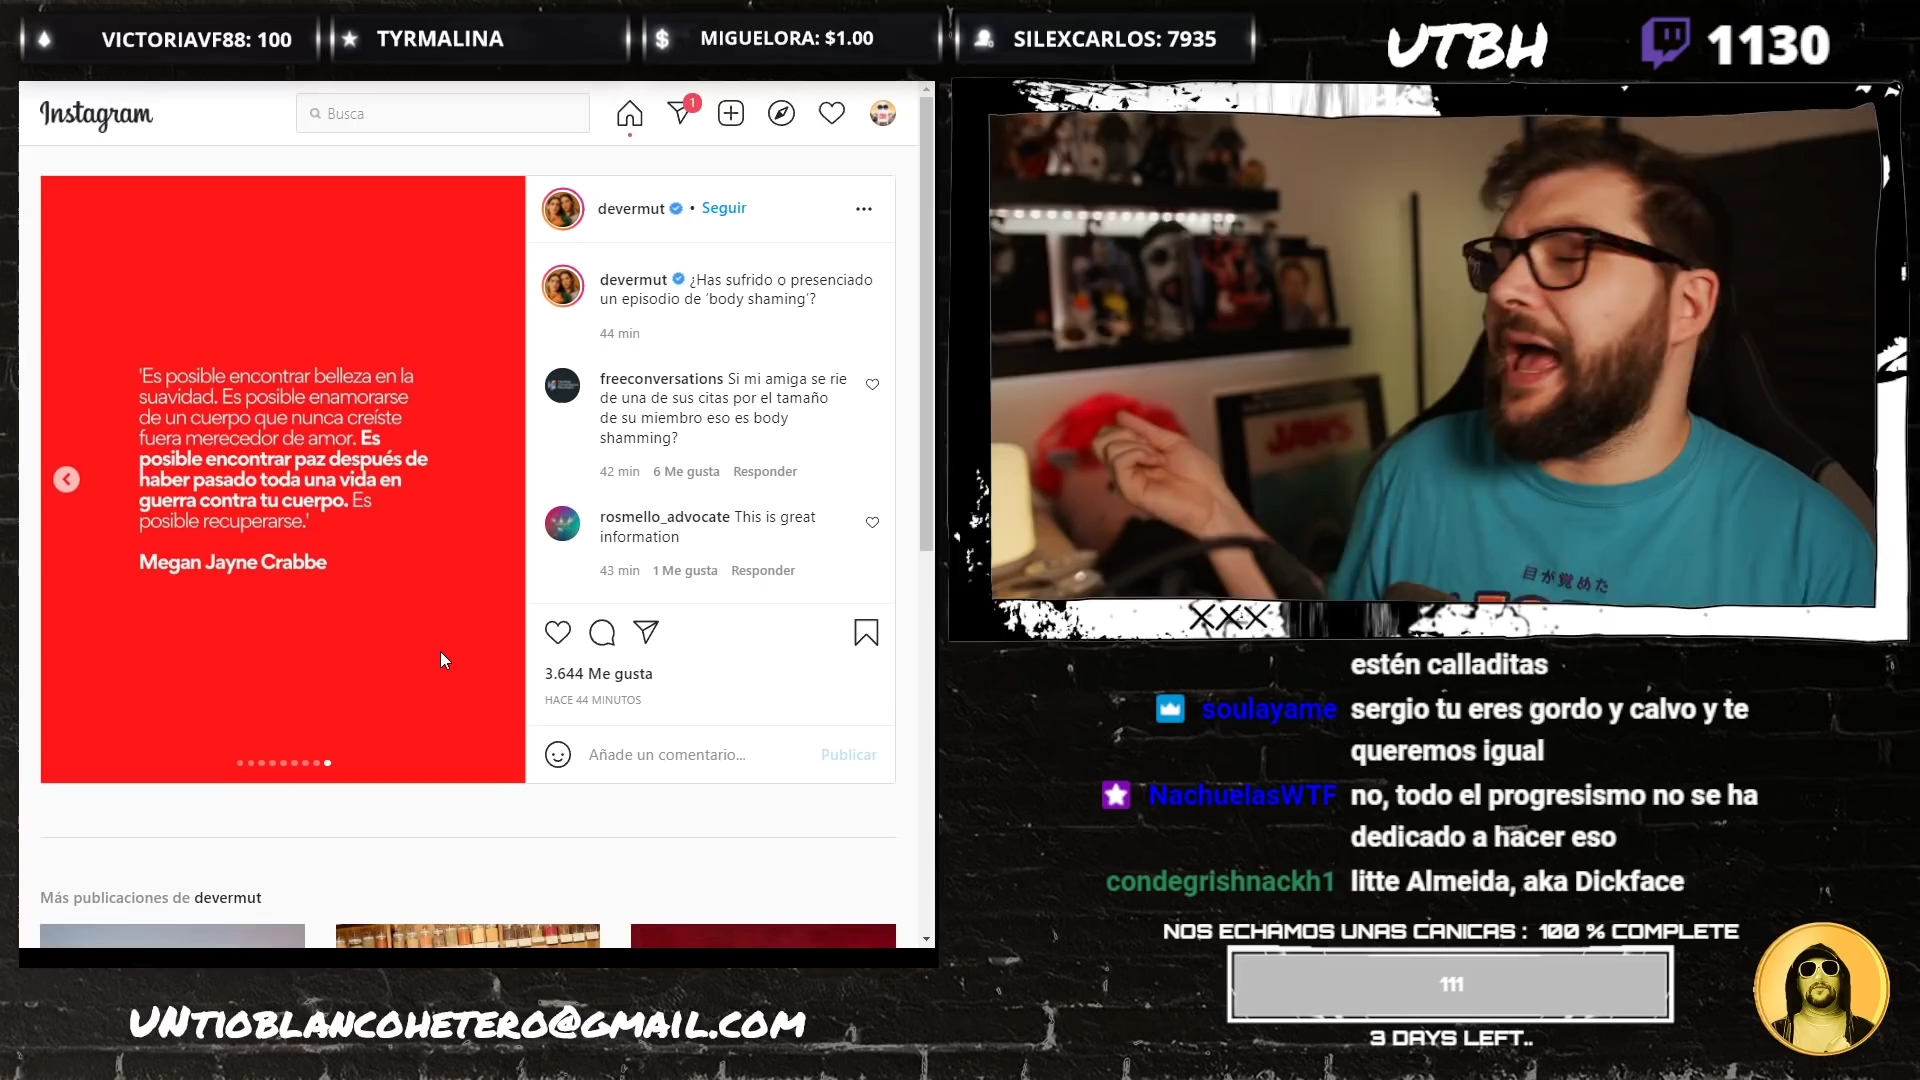 VICTORIAVF88: 100
TYRMALINA
MIGUELORA: $1.00
SILEXCARLOS: 7935
UTBH
1130
Instagram
Busca
1
'Es posible encontrar belleza en la
suavidad. Es posible enamorarse
de un cuerpo que nunca creíste
fuera merecedor de amor. Es
posible encontrar paz después de
haber pasado toda una vida en
guerra contra tu cuerpo. Es
posible recuperarse.'
Megan Jayne Crabbe
devermut • Seguir
devermut ¿Has sufrido o presenciado
un episodio de 'body shaming'?
44 min
freeconversations Si mi amiga se rie
de una de sus citas por el tamaño
de su miembro eso es body
shamming?
42 min 6 Me gusta Responder
rosmello_advocate This is great
information
43 min 1 Me gusta Responder
3.644 Me gusta
HACE 44 MINUTOS
Añade un comentario... Publicar
Más publicaciones de devermut
JAWS
目が覚めた
XXX
estén calladitas
soulayame sergio tu eres gordo y calvo y te
queremos igual
NachuelasWTF no, todo el progresismo no se ha
dedicado a hacer eso
condegrishnackh1 litte Almeida, aka Dickface
NOS ECHAMOS UNAS CANICAS : 100 % COMPLETE
111
3 DAYS LEFT..
UNTIOBLANCOHETERO@GMAIL.COM